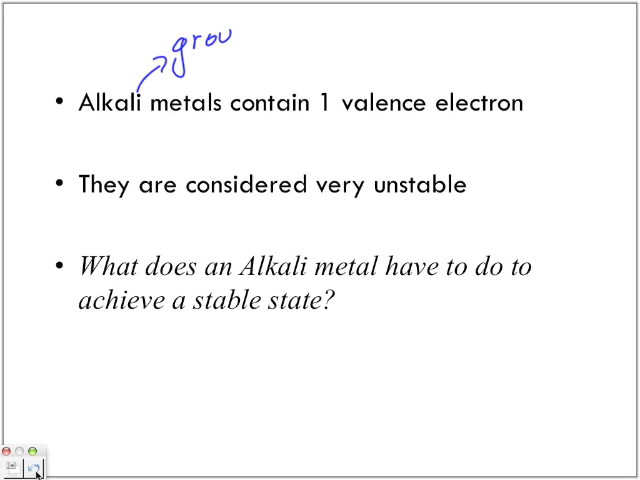 grou
• Alkali metals contain 1 valence electron
• They are considered very unstable
• What does an Alkali metal have to do to
achieve a stable state?